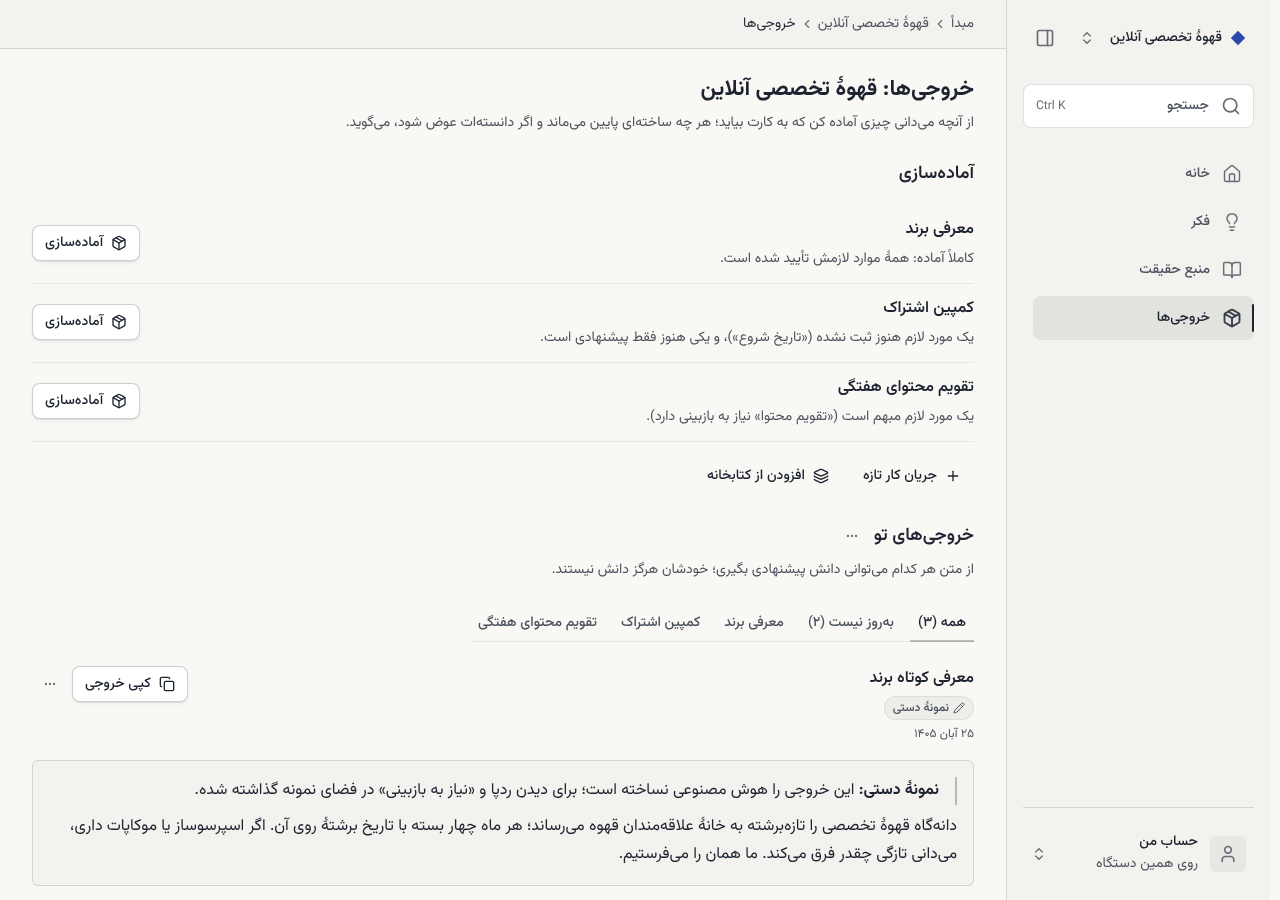 قهوهٔ تخصصی آنلاین
جستجو
Ctrl K
خانه
فکر
منبع حقیقت
خروجی‌ها
حساب من
روی همین دستگاه
مبدأ › قهوهٔ تخصصی آنلاین › خروجی‌ها
خروجی‌ها: قهوهٔ تخصصی آنلاین
از آنچه می‌دانی چیزی آماده کن که به کارت بیاید؛ هر چه ساخته‌ای پایین می‌ماند و اگر دانسته‌ات عوض شود، می‌گوید.
آماده‌سازی
معرفی برند
کاملاً آماده: همهٔ موارد لازمش تأیید شده است.
آماده‌سازی
کمپین اشتراک
یک مورد لازم هنوز ثبت نشده («تاریخ شروع»)، و یکی هنوز فقط پیشنهادی است.
آماده‌سازی
تقویم محتوای هفتگی
یک مورد لازم مبهم است («تقویم محتوا» نیاز به بازبینی دارد).
آماده‌سازی
جریان کار تازه
افزودن از کتابخانه
خروجی‌های تو
از متن هر کدام می‌توانی دانش پیشنهادی بگیری؛ خودشان هرگز دانش نیستند.
همه (۳)
به‌روز نیست (۲)
معرفی برند
کمپین اشتراک
تقویم محتوای هفتگی
معرفی کوتاه برند
کپی خروجی
نمونهٔ دستی
۲۵ آبان ۱۴۰۵
نمونهٔ دستی: این خروجی را هوش مصنوعی نساخته است؛ برای دیدن ردپا و «نیاز به بازبینی» در فضای نمونه گذاشته شده.
دانه‌گاه قهوهٔ تخصصی را تازه‌برشته به خانهٔ علاقه‌مندان قهوه می‌رساند؛ هر ماه چهار بسته با تاریخ برشتهٔ روی آن. اگر اسپرسوساز یا موکاپات داری،
می‌دانی تازگی چقدر فرق می‌کند. ما همان را می‌فرستیم.